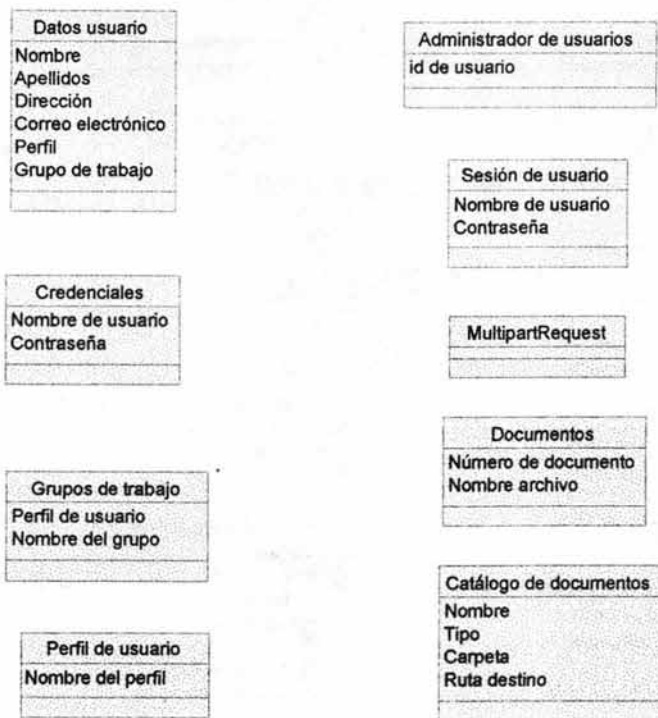 Datos usuario
Nombre
Apellidos
Dirección
Correo electrónico
Perfil
Grupo de trabajo
Credenciales
Nombre de usuario
Contraseña
Grupos de trabajo
Perfil de usuario
Nombre del grupo
Perfil de usuario
Nombre del perfil
Administrador de usuarios
id de usuario
Sesión de usuario
Nombre de usuario
Contraseña
MultipartRequest
Documentos
Número de documento
Nombre archivo
Catálogo de documentos
Nombre
Tipo
Carpeta
Ruta destino